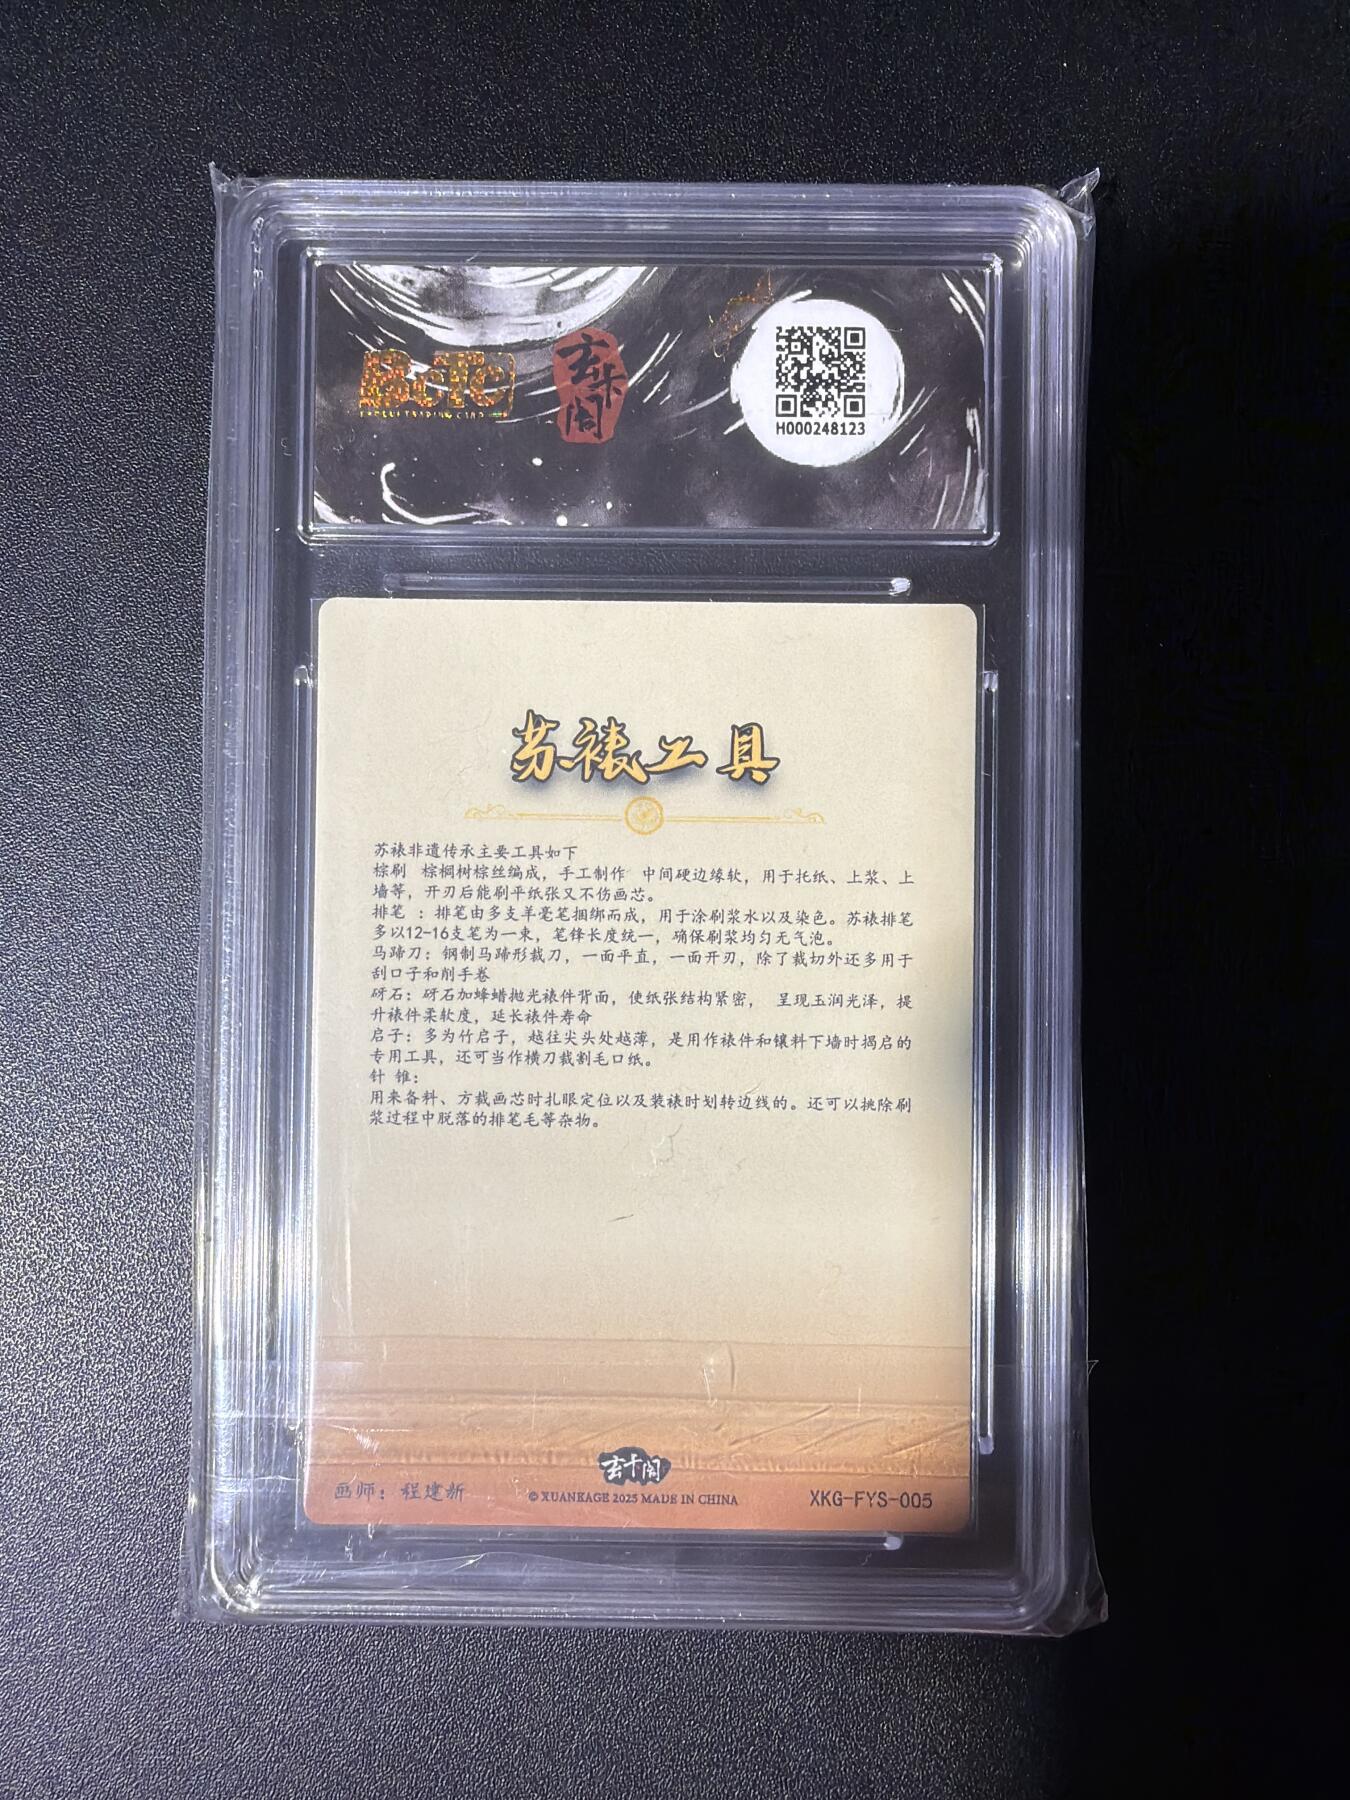 BCTC
玄卡阁
H000248123
苏裱工具
苏裱非遗传承主要工具如下
棕刷 棕榈树棕丝编成，手工制作 中间硬边缘软，用于托纸、上浆、上
墙等，开刃后能刷平纸张又不伤画芯。
排笔 ：排笔由多支羊毫笔捆绑而成，用于涂刷浆水以及染色。苏裱排笔
多以12-16支笔为一束，笔锋长度统一，确保刷浆均匀无气泡。
马蹄刀：钢制马蹄形裁刀，一面平直，一面开刃，除了裁切外还多用于
刮口子和削手卷
砑石：砑石加蜂蜡抛光裱件背面，使纸张结构紧密， 呈现玉润光泽，提
升裱件柔软度，延长裱件寿命
启子：多为竹启子，越往尖头处越薄，是用作裱件和镶料下墙时揭启的
专用工具，还可当作横刀裁割毛口纸。
针 锥：
用来备料、方裁画芯时扎眼定位以及装裱时划转边线的。还可以挑除刷
浆过程中脱落的排笔毛等杂物。
玄卡阁
画师：程建新
© XUANKAGE 2025 MADE IN CHINA
XKG-FYS-005